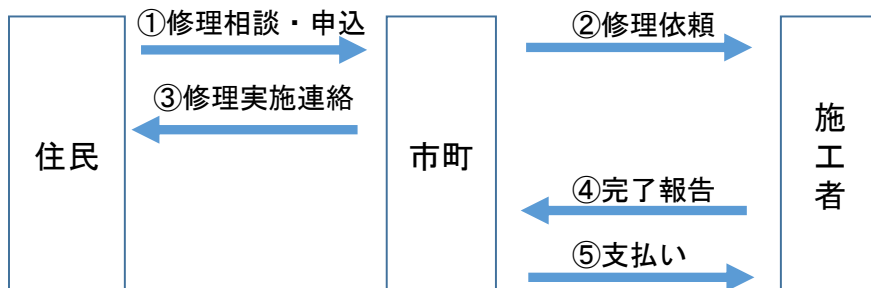 ①修理相談・申込
②修理依頼
③修理実施連絡
住民
市町
施工者
④完了報告
⑤支払い